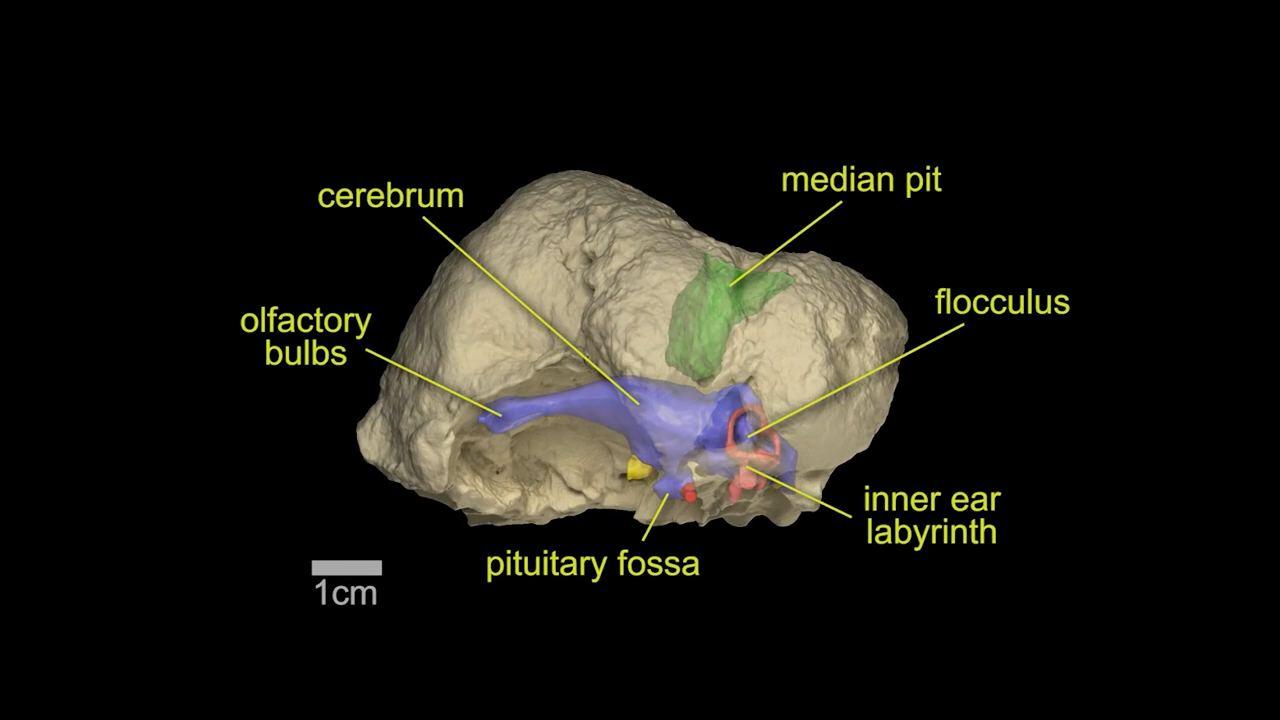 median pit
cerebrum
flocculus
olfactory
bulbs
inner ear
labyrinth
pituitary fossa
1cm